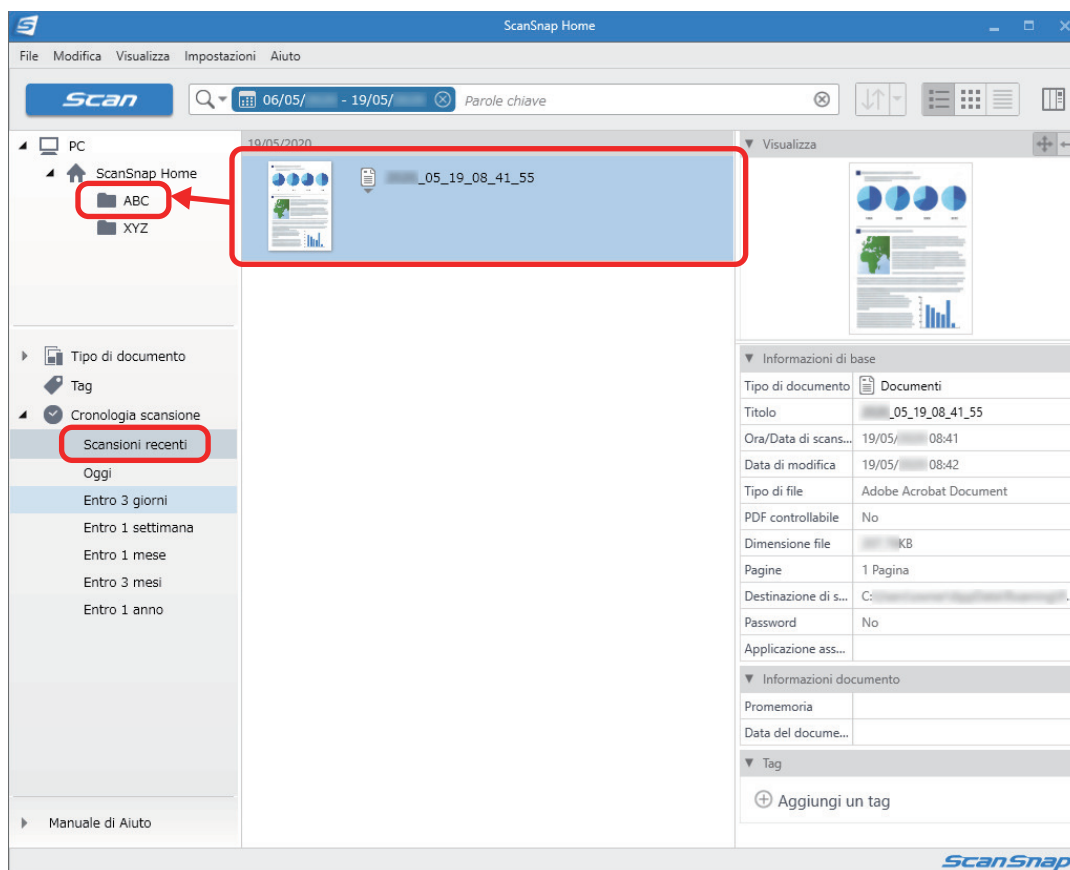 ScanSnap Home
File Modifica Visualizza Impostazioni Aiuto
Scan
06/05/ - 19/05/
Parole chiave
PC
ScanSnap Home
ABC
XYZ
Tipo di documento
Tag
Cronologia scansione
Scansioni recenti
Oggi
Entro 3 giorni
Entro 1 settimana
Entro 1 mese
Entro 3 mesi
Entro 1 anno
Manuale di Aiuto
19/05/2020
_05_19_08_41_55
Visualizza
Informazioni di base
Tipo di documento Documenti
Titolo _05_19_08_41_55
Ora/Data di scans... 19/05/ 08:41
Data di modifica 19/05/ 08:42
Tipo di file Adobe Acrobat Document
PDF controllabile No
Dimensione file KB
Pagine 1 Pagina
Destinazione di s... C:
Password No
Applicazione ass...
Informazioni documento
Promemoria
Data del docume...
Tag
Aggiungi un tag
ScanSnap